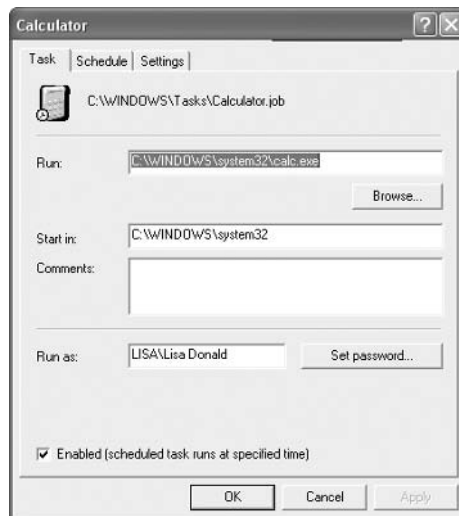 Calculator
Task Schedule Settings
C:\WINDOWS\Tasks\Calculator.job
Run: C:\WINDOWS\system32\calc.exe
Browse...
Start in: C:\WINDOWS\system32
Comments:
Run as: LISA\Lisa Donald Set password...
Enabled (scheduled task runs at specified time)
OK Cancel Apply